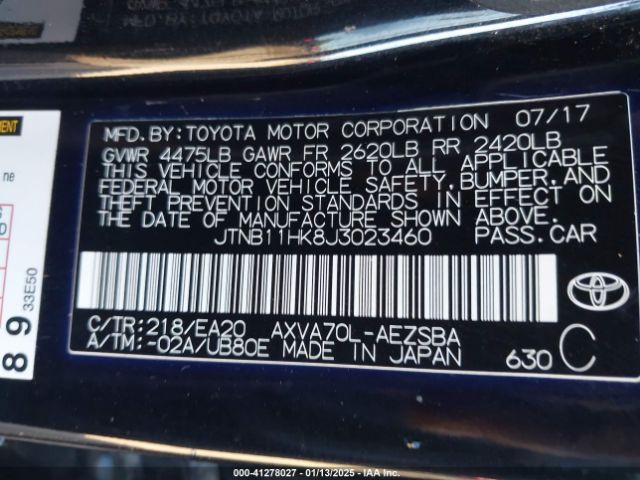 MFD.BY:TOYOTA MOTOR CORPORATION 07/17
GVWR 4475LB GAWR FR 2620LB RR 2420LB
THIS VEHICLE CONFORMS TO ALL APPLICABLE
FEDERAL MOTOR VEHICLE SAFETY,BUMPER,AND
THEFT PREVENTION STANDARDS IN EFFECT ON
THE DATE OF MANUFACTURE SHOWN ABOVE.
JTNB11HK8J3023460 PASS.CAR
C/TR:218/EA20 AXVA70L-AEZSBA
A/TM:-02A/UB80E MADE IN JAPAN 630 C
ne
89
33E50
000-41278027 - 01/13/2025 - IAA Inc.